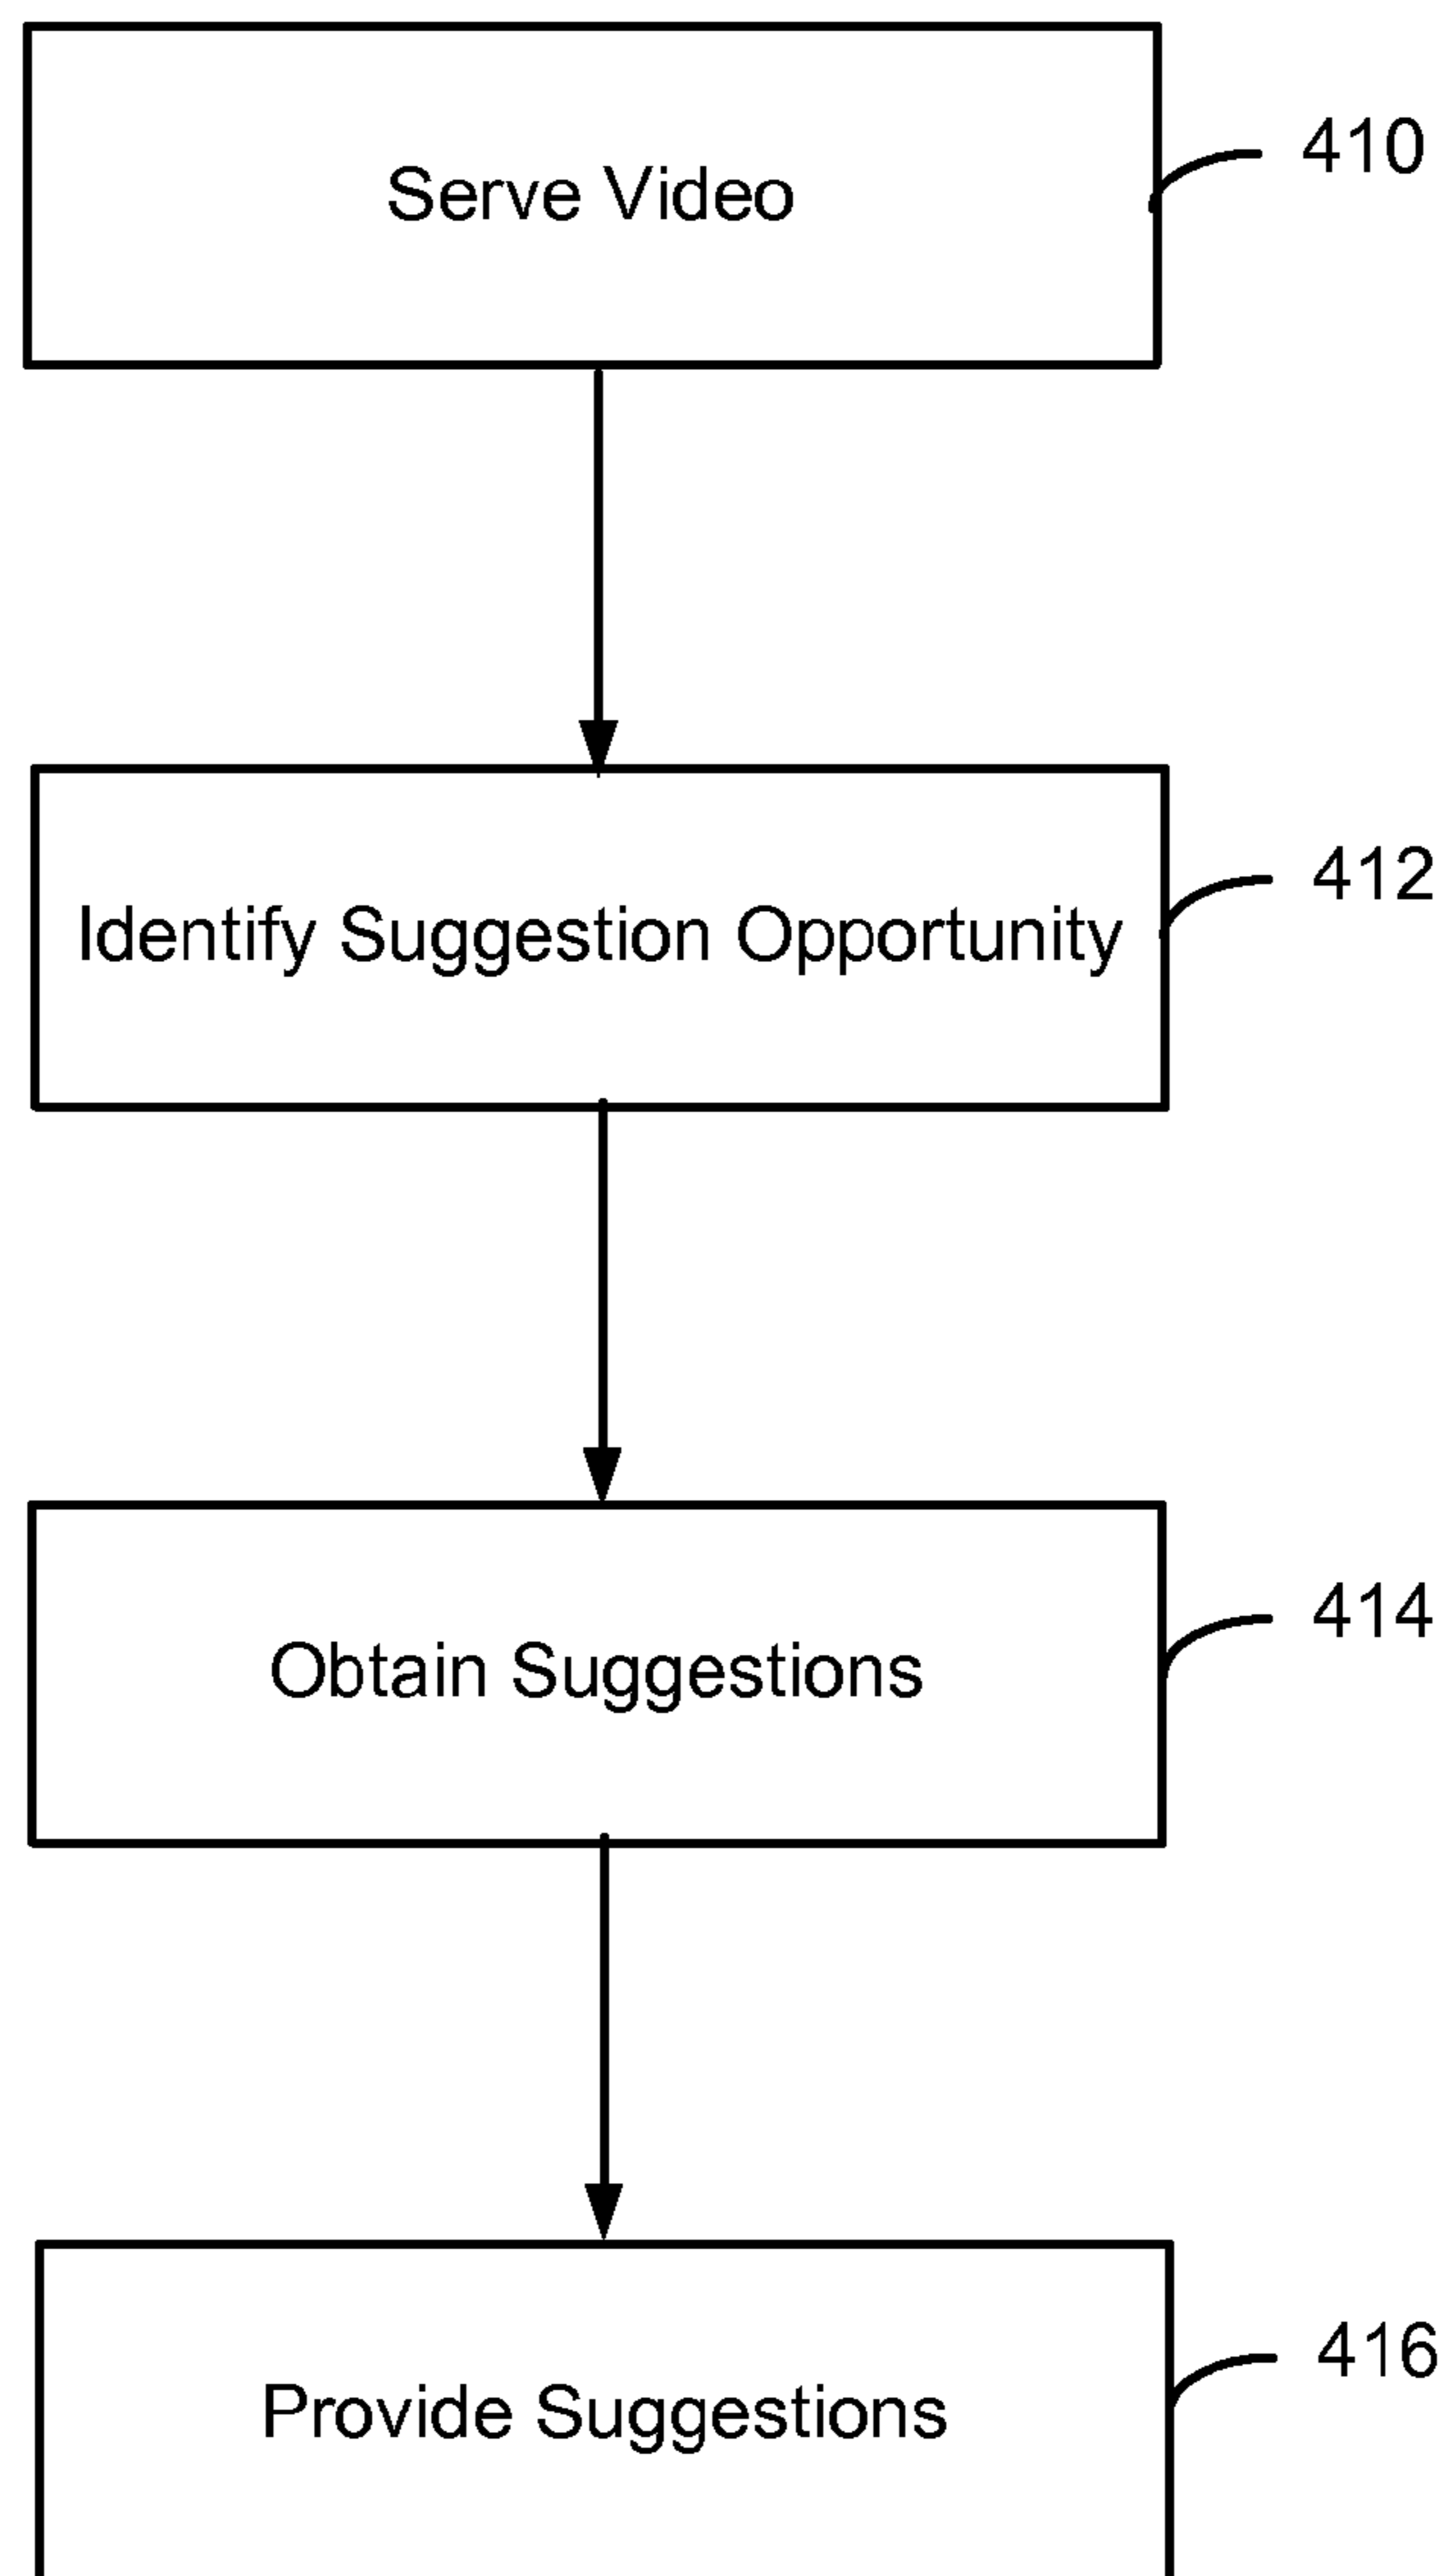 Serve Video
410
Identify Suggestion Opportunity
412
Obtain Suggestions
414
Provide Suggestions
416